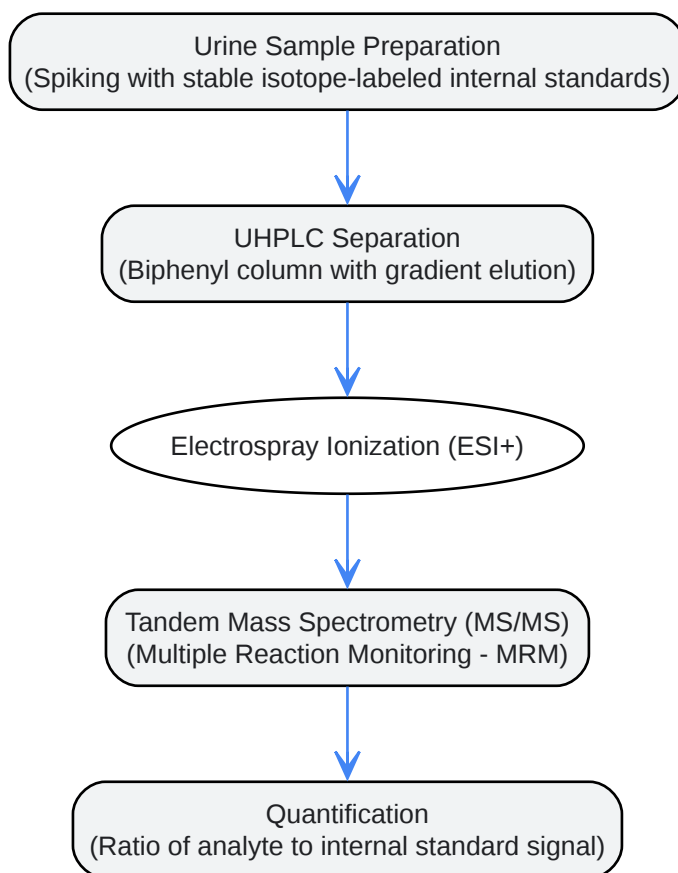 Urine Sample Preparation
(Spiking with stable isotope-labeled internal standards)
UHPLC Separation
(Biphenyl column with gradient elution)
Electrospray Ionization (ESI+)
Tandem Mass Spectrometry (MS/MS)
(Multiple Reaction Monitoring - MRM)
Quantification
(Ratio of analyte to internal standard signal)